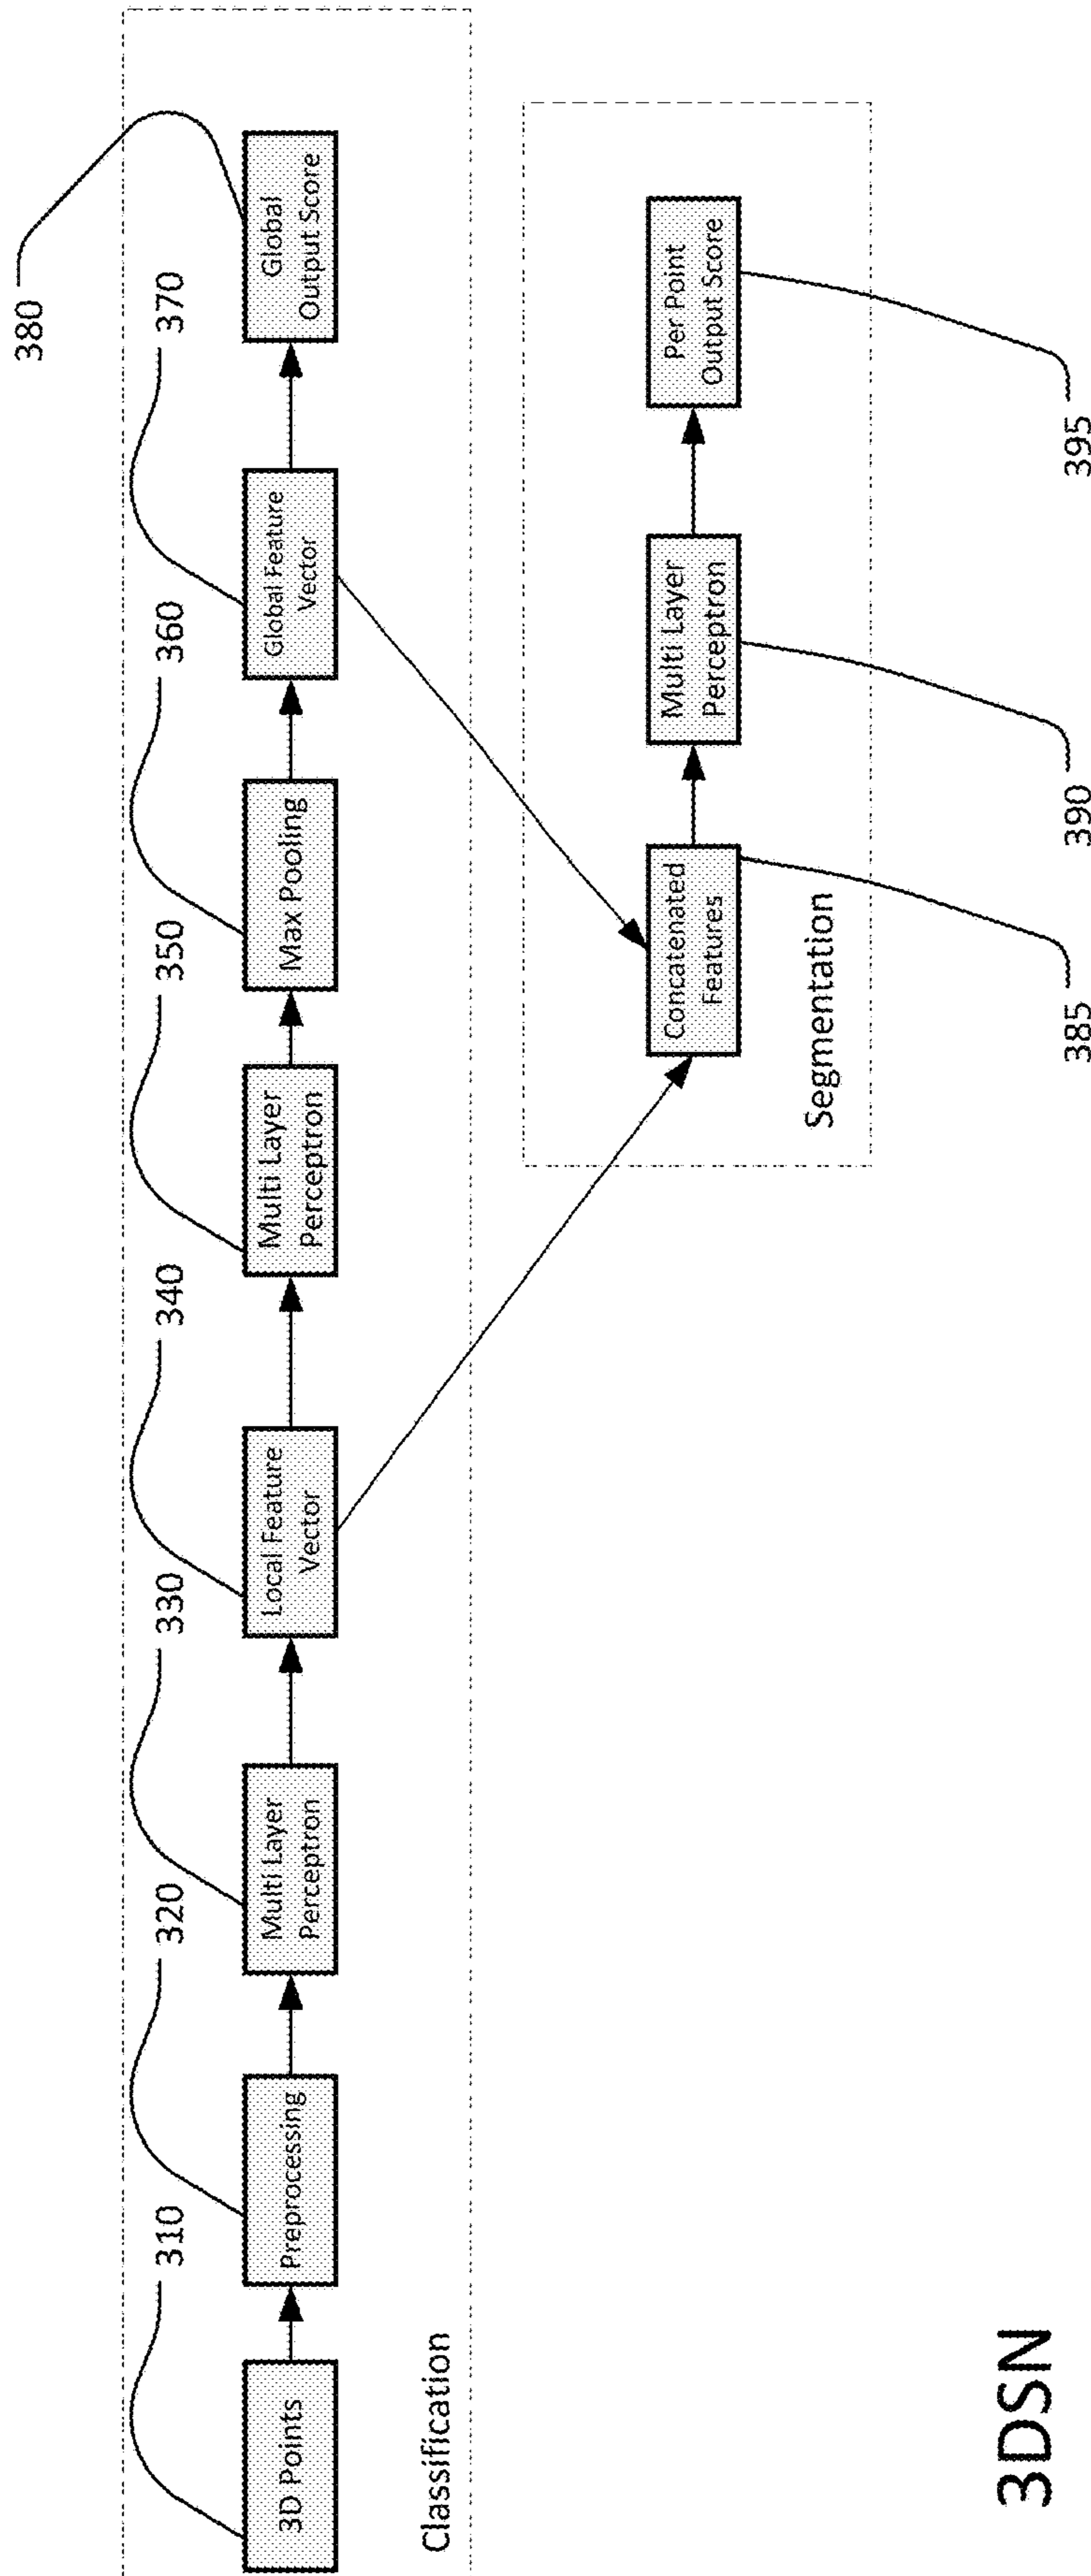 380
310
320
330
340
350
360
370
3D Points
Preprocessing
Multi Layer
Perceptron
Local Feature
Vector
Multi Layer
Perceptron
Max Pooling
Global Feature
Vector
Global
Output Score
Classification
Concatenated
Features
Multi Layer
Perceptron
Per Point
Output Score
Segmentation
385
390
395
3DSN